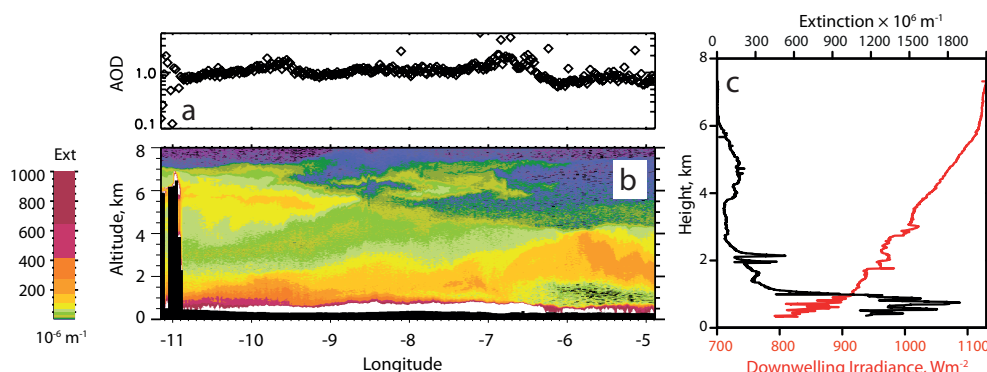 AOD
1.0
0.1
a
Ext
1000
800
600
400
200
10⁻⁶ m⁻¹
Altitude, km
8
6
4
2
0
b
-11 -10 -9 -8 -7 -6 -5
Longitude
Extinction × 10⁶ m⁻¹
0 300 600 900 1200 1500 1800
c
Height, km
8
6
4
2
0
700 800 900 1000 1100
Downwelling Irradiance, Wm⁻²